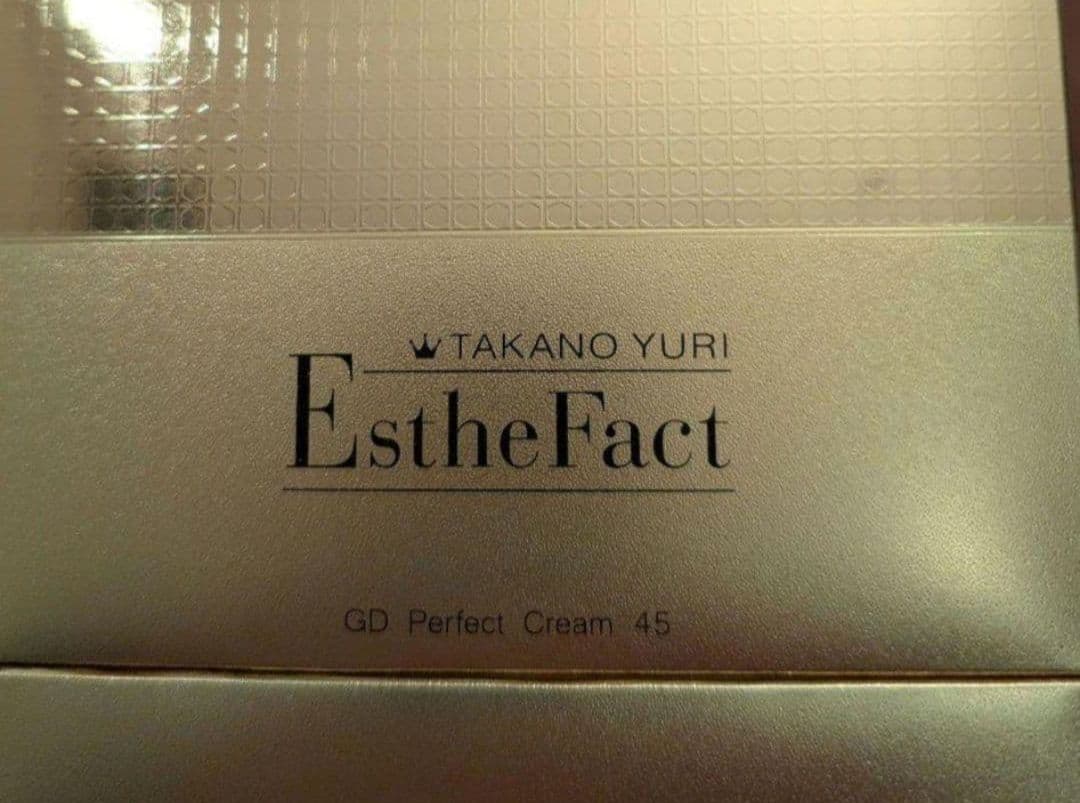 TAKANO YURI
EstheFact
GD Perfect Cream 45